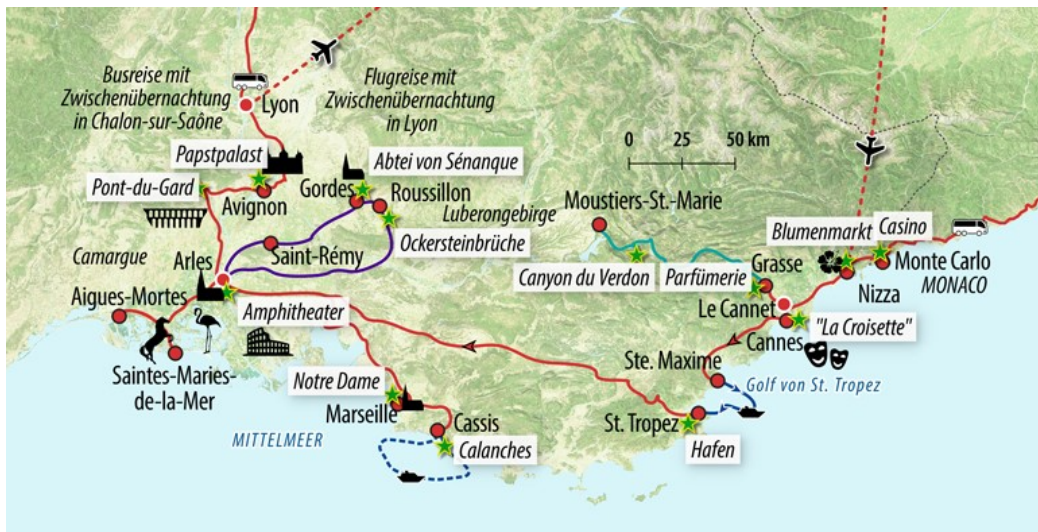 Busreise mit
Zwischenübernachtung
in Chalon-sur-Saône
Lyon
Flugreise mit
Zwischenübernachtung
in Lyon
0 25 50 km
Papstpalast
Abtei von Sénanque
Pont-du-Gard
Avignon
Gordes
Roussillon
Luberongebirge
Ockersteinbrüche
Moustiers-St.-Marie
Saint-Rémy
Camargue
Arles
Blumenmarkt
Casino
Canyon du Verdon
Parfümerie
Grasse
Monte Carlo
MONACO
Nizza
Aigues-Mortes
Amphitheater
Le Cannet
"La Croisette"
Cannes
Saintes-Maries-
de-la-Mer
Ste. Maxime
Golf von St. Tropez
Notre Dame
Marseille
Cassis
St. Tropez
MITTELMEER
Calanches
Hafen